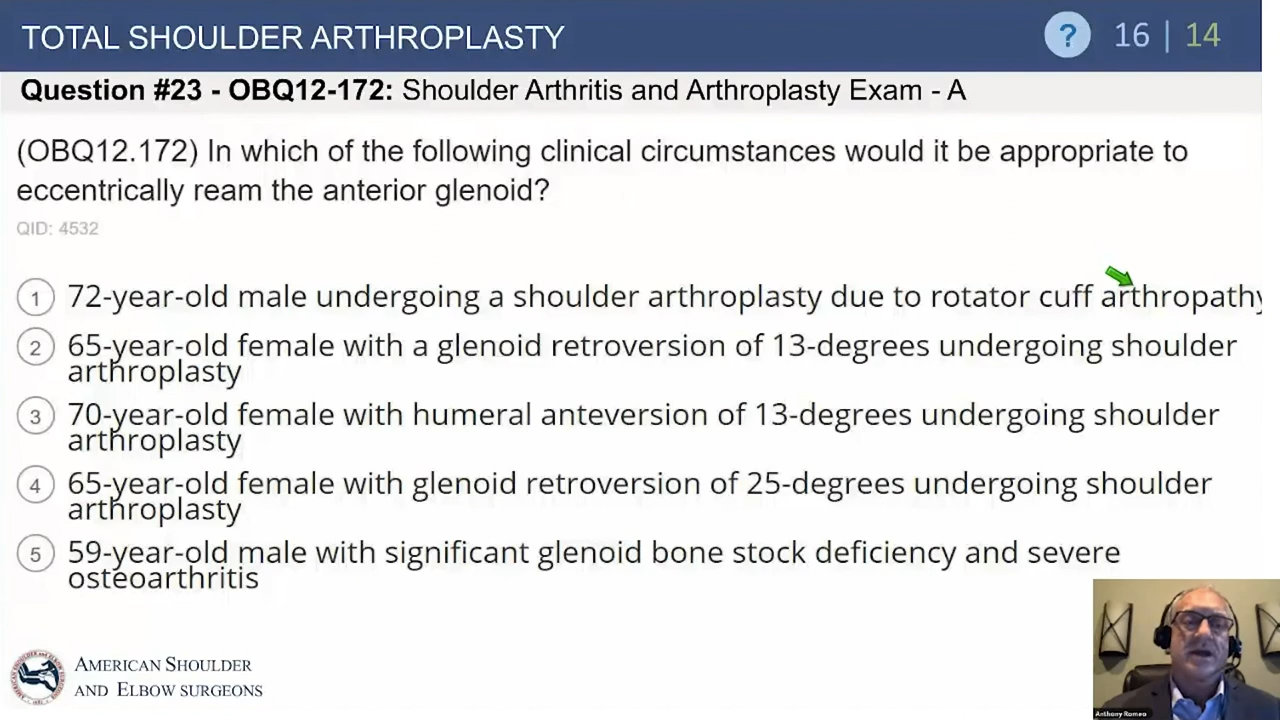 TOTAL SHOULDER ARTHROPLASTY
? 16 | 14
Question #23 - OBQ12-172: Shoulder Arthritis and Arthroplasty Exam - A
(OBQ12.172) In which of the following clinical circumstances would it be appropriate to
eccentrically ream the anterior glenoid?
QID: 4532
1 72-year-old male undergoing a shoulder arthroplasty due to rotator cuff arthropathy
2 65-year-old female with a glenoid retroversion of 13-degrees undergoing shoulder
arthroplasty
3 70-year-old female with humeral anteversion of 13-degrees undergoing shoulder
arthroplasty
4 65-year-old female with glenoid retroversion of 25-degrees undergoing shoulder
arthroplasty
5 59-year-old male with significant glenoid bone stock deficiency and severe
osteoarthritis
AMERICAN SHOULDER
AND ELBOW SURGEONS
Anthony Romeo